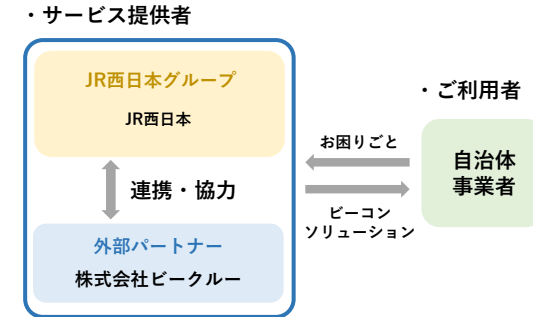 ・サービス提供者
JR西日本グループ
JR西日本
連携・協力
外部パートナー
株式会社ビークルー
お困りごと
ビーコン
ソリューション
・ご利用者
自治体
事業者